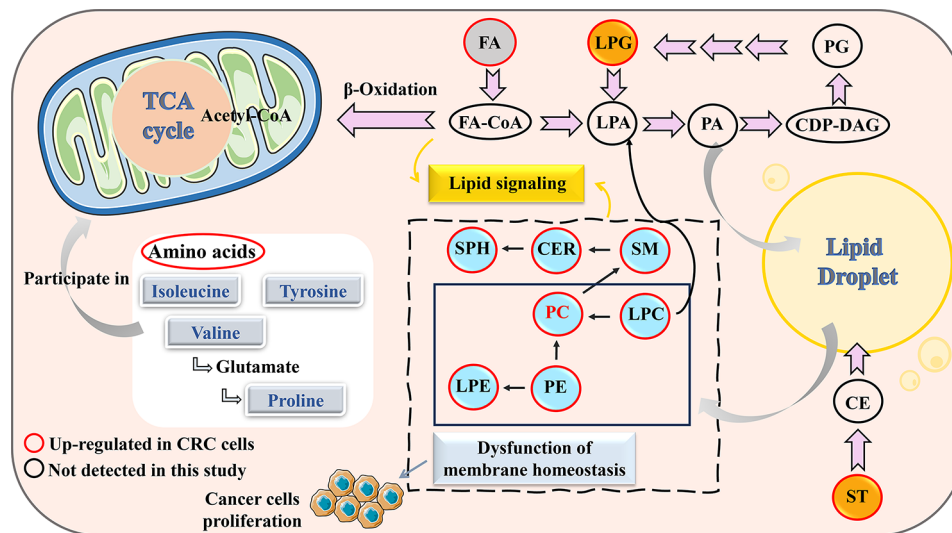 FA
LPG
PG
β-Oxidation
TCA
cycle
Acetyl-CoA
FA-CoA
LPA
PA
CDP-DAG
Lipid signaling
Lipid
Droplet
SPH
CER
SM
Amino acids
Participate in
Isoleucine
Tyrosine
PC
LPC
Valine
Glutamate
Proline
LPE
PE
CE
Up-regulated in CRC cells
Not detected in this study
Dysfunction of
membrane homeostasis
Cancer cells
proliferation
ST